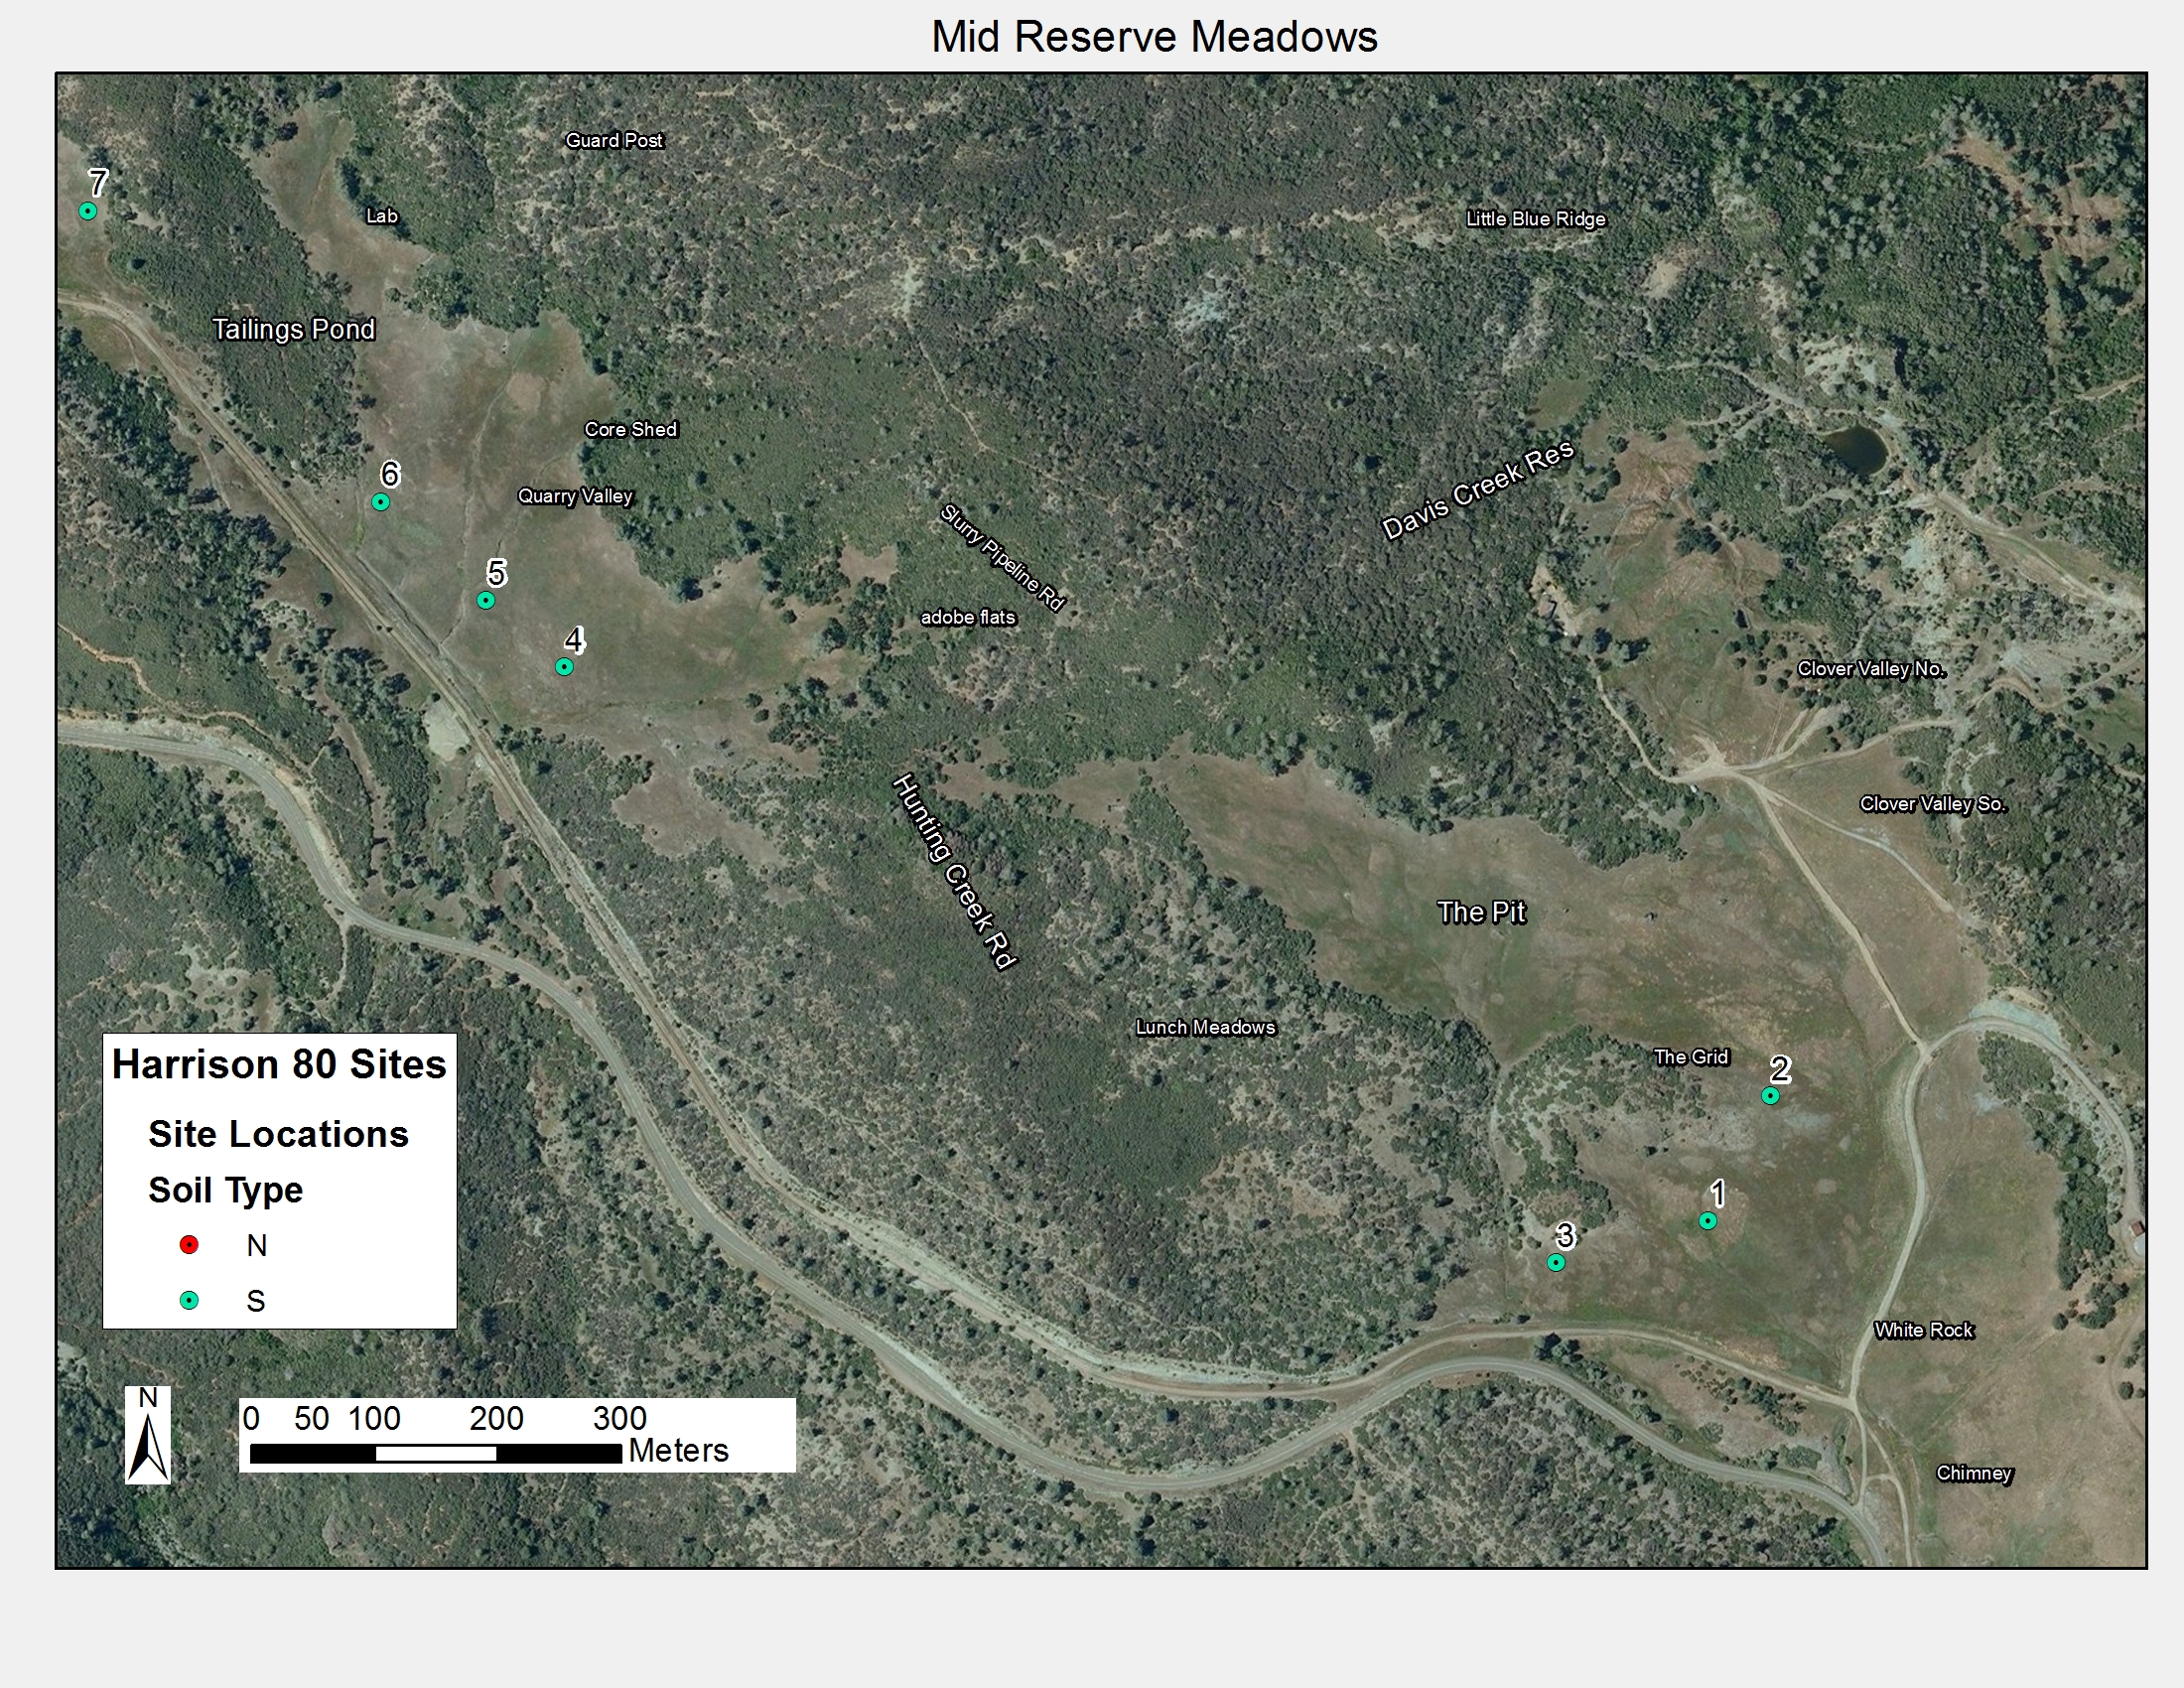 Mid Reserve Meadows
Guard Post
7
Lab
Little Blue Ridge
Tailings Pond
Core Shed
6
Quarry Valley
Davis Creek Res
Slurry Pipeline Rd
5
adobe flats
4
Clover Valley No.
Hunting Creek Rd
Clover Valley So.
The Pit
Lunch Meadows
The Grid
2
1
3
White Rock
Chimney
Harrison 80 Sites
Site Locations
Soil Type
N
S
N
0 50 100 200 300
Meters